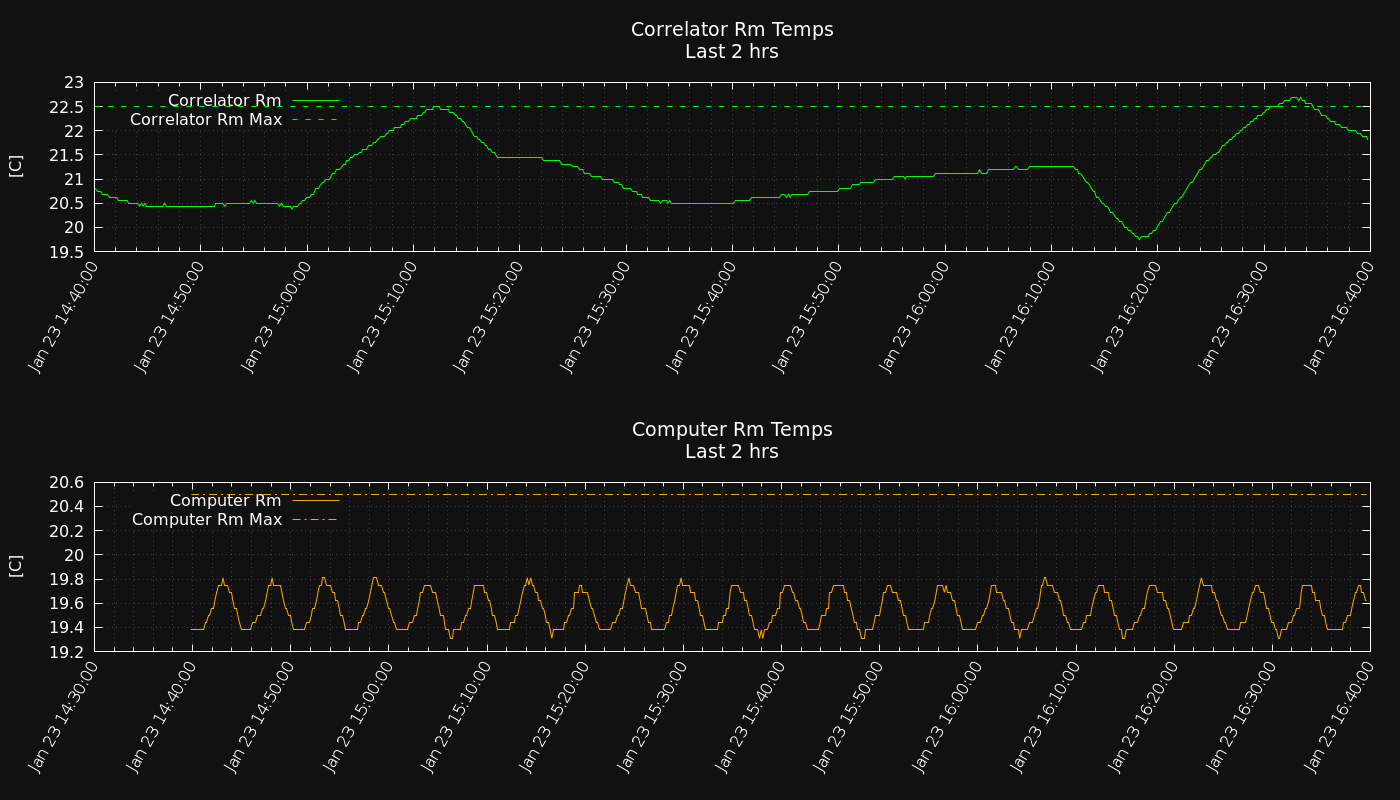 Correlator Rm Temps
Last 2 hrs
[C]
23
22.5
22
21.5
21
20.5
20
19.5
Correlator Rm
Correlator Rm Max
Jan 23 14:40:00
Jan 23 14:50:00
Jan 23 15:00:00
Jan 23 15:10:00
Jan 23 15:20:00
Jan 23 15:30:00
Jan 23 15:40:00
Jan 23 15:50:00
Jan 23 16:00:00
Jan 23 16:10:00
Jan 23 16:20:00
Jan 23 16:30:00
Jan 23 16:40:00
Computer Rm Temps
Last 2 hrs
[C]
20.6
20.4
20.2
20
19.8
19.6
19.4
19.2
Computer Rm
Computer Rm Max
Jan 23 14:30:00
Jan 23 14:40:00
Jan 23 14:50:00
Jan 23 15:00:00
Jan 23 15:10:00
Jan 23 15:20:00
Jan 23 15:30:00
Jan 23 15:40:00
Jan 23 15:50:00
Jan 23 16:00:00
Jan 23 16:10:00
Jan 23 16:20:00
Jan 23 16:30:00
Jan 23 16:40:00